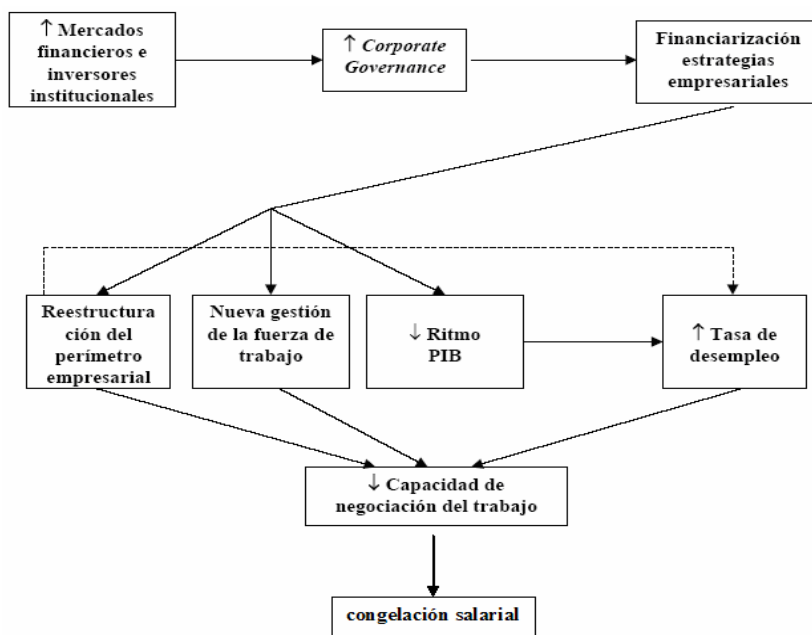 ↑ Mercados
financieros e
inversores
institucionales
↑ Corporate
Governance
Financiarización
estrategias
empresariales
Reestructura
ción del
perímetro
empresarial
Nueva gestión
de la fuerza de
trabajo
↓ Ritmo
PIB
↑ Tasa de
desempleo
↓ Capacidad de
negociación del trabajo
congelación salarial